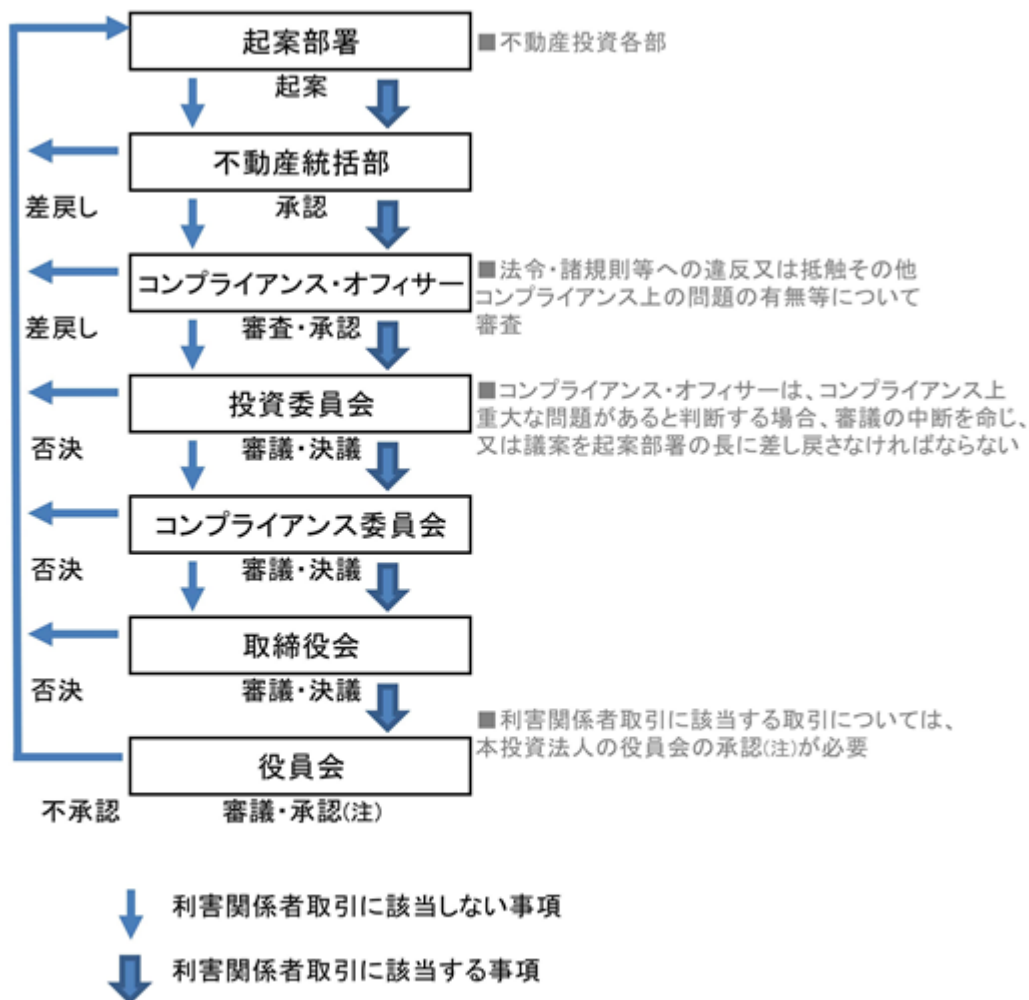 起案部署
■不動産投資各部
起案
不動産統括部
差戻し
承認
コンプライアンス・オフィサー
■法令・諸規則等への違反又は抵触その他
コンプライアンス上の問題の有無等について
審査
差戻し
審査・承認
投資委員会
■コンプライアンス・オフィサーは、コンプライアンス上
重大な問題があると判断する場合、審議の中断を命じ、
又は議案を起案部署の長に差し戻さなければならない
否決
審議・決議
コンプライアンス委員会
否決
審議・決議
取締役会
否決
審議・決議
■利害関係者取引に該当する取引については、
本投資法人の役員会の承認(注)が必要
役員会
不承認
審議・承認(注)
利害関係者取引に該当しない事項
利害関係者取引に該当する事項